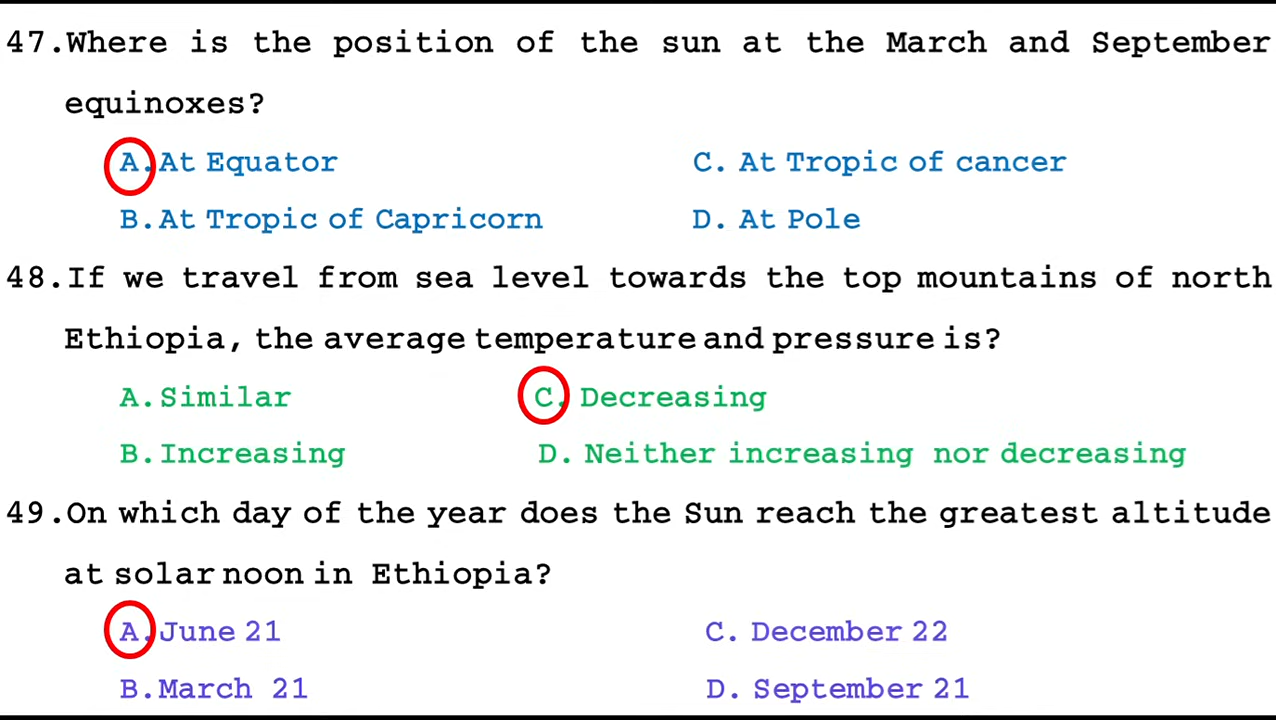 47.Where is the position of the sun at the March and September
equinoxes?
A.At Equator C. At Tropic of cancer
B.At Tropic of Capricorn D. At Pole
48.If we travel from sea level towards the top mountains of north
Ethiopia, the average temperature and pressure is?
A.Similar C. Decreasing
B.Increasing D. Neither increasing nor decreasing
49.On which day of the year does the Sun reach the greatest altitude
at solar noon in Ethiopia?
A.June 21 C. December 22
B.March 21 D. September 21